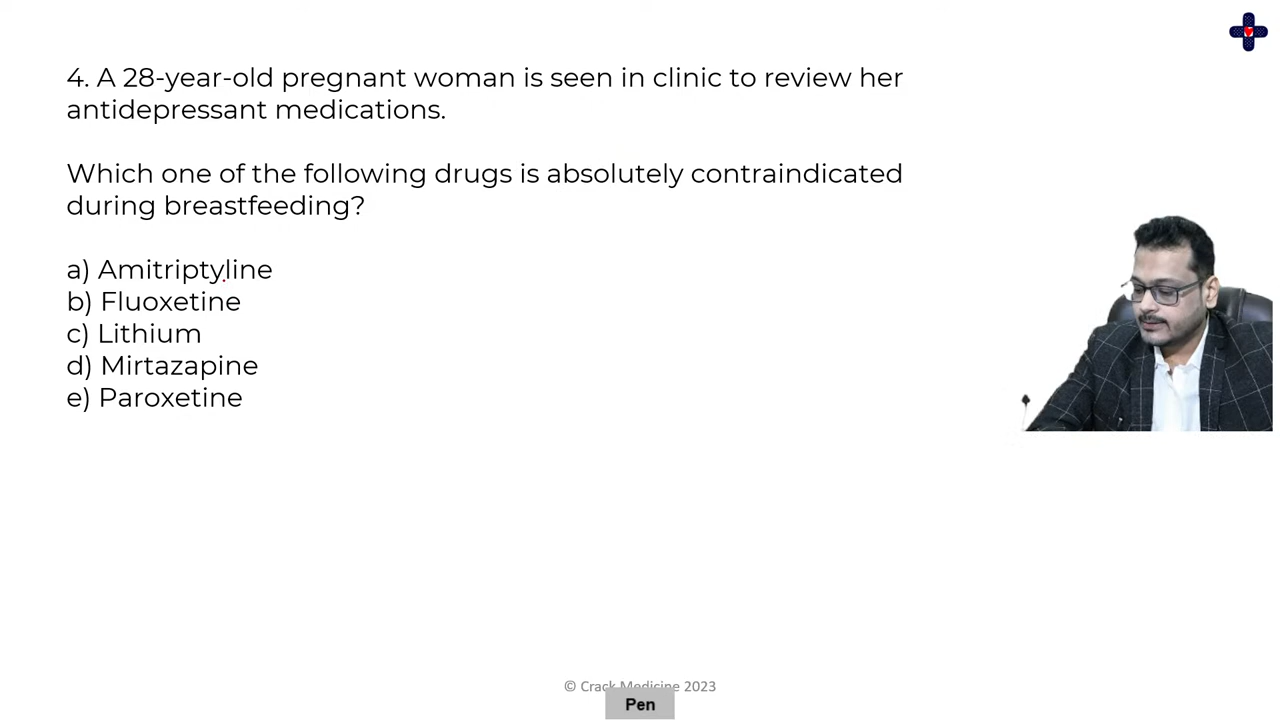 4. A 28-year-old pregnant woman is seen in clinic to review her
antidepressant medications.
Which one of the following drugs is absolutely contraindicated
during breastfeeding?
a) Amitriptyline
b) Fluoxetine
c) Lithium
d) Mirtazapine
e) Paroxetine
© Crack Medicine 2023
Pen